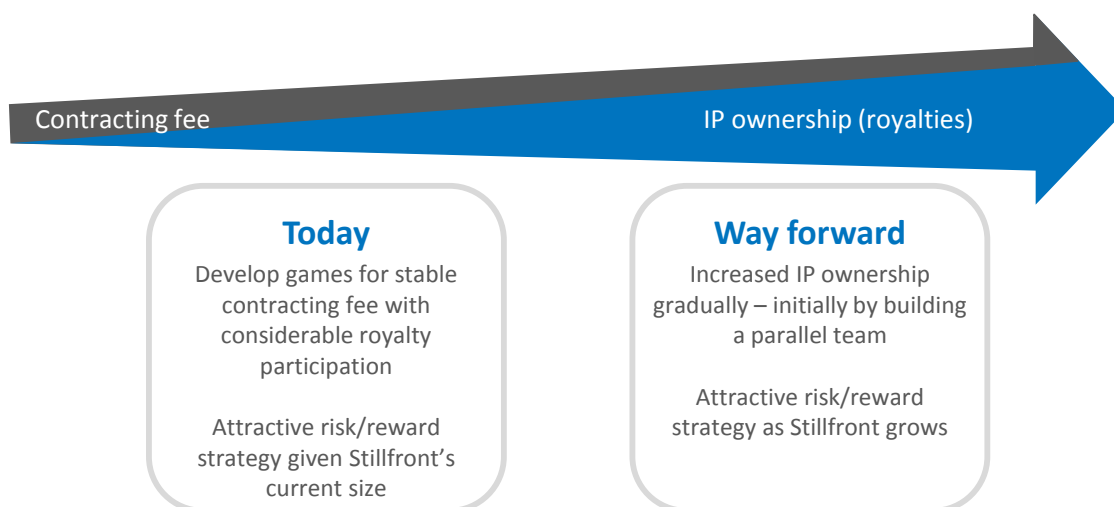 Contracting fee
IP ownership (royalties)
Today
Develop games for stable
contracting fee with
considerable royalty
participation
Attractive risk/reward
strategy given Stillfront’s
current size
Way forward
Increased IP ownership
gradually – initially by building
a parallel team
Attractive risk/reward
strategy as Stillfront grows